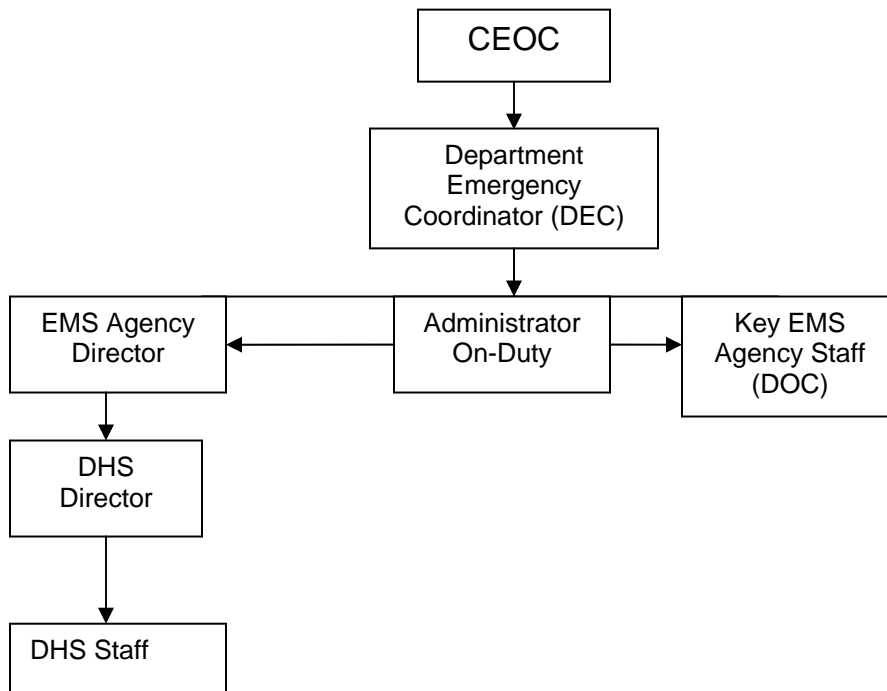 CEOC
Department
Emergency
Coordinator (DEC)
EMS Agency
Director
Administrator
On-Duty
Key EMS
Agency Staff
(DOC)
DHS
Director
DHS Staff